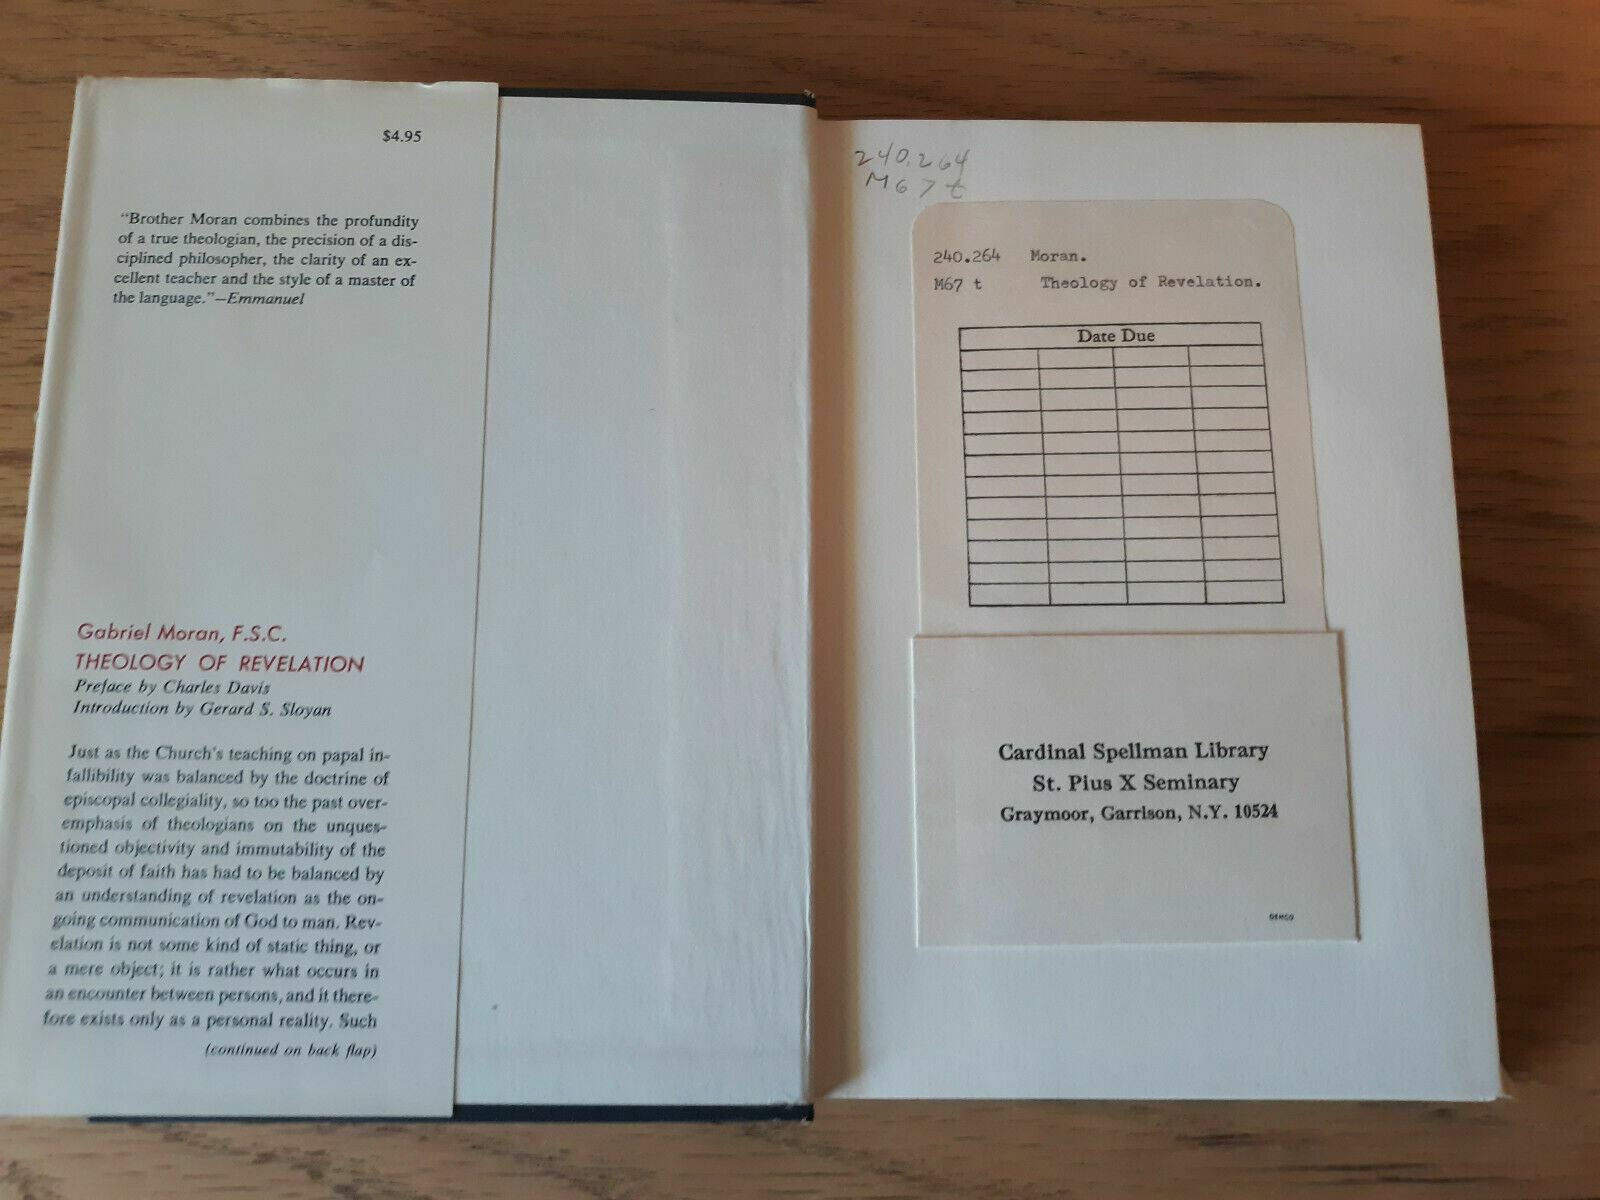 $4.95
"Brother Moran combines the profundity
of a true theologian, the precision of a dis-
ciplined philosopher, the clarity of an ex-
cellent teacher and the style of a master of
the language."—Emmanuel
Gabriel Moran, F.S.C.
THEOLOGY OF REVELATION
Preface by Charles Davis
Introduction by Gerard S. Sloyan
Just as the Church's teaching on papal in-
fallibility was balanced by the doctrine of
episcopal collegiality, so too the past over-
emphasis of theologians on the unques-
tioned objectivity and immutability of the
deposit of faith has had to be balanced by
an understanding of revelation as the on-
going communication of God to man. Rev-
elation is not some kind of static thing, or
a mere object; it is rather what occurs in
an encounter between persons, and it there-
fore exists only as a personal reality. Such
(continued on back flap)
240.264
M67t
240.264 Moran.
M67 t Theology of Revelation.
Date Due
Cardinal Spellman Library
St. Pius X Seminary
Graymoor, Garrison, N.Y. 10524
DEMCO